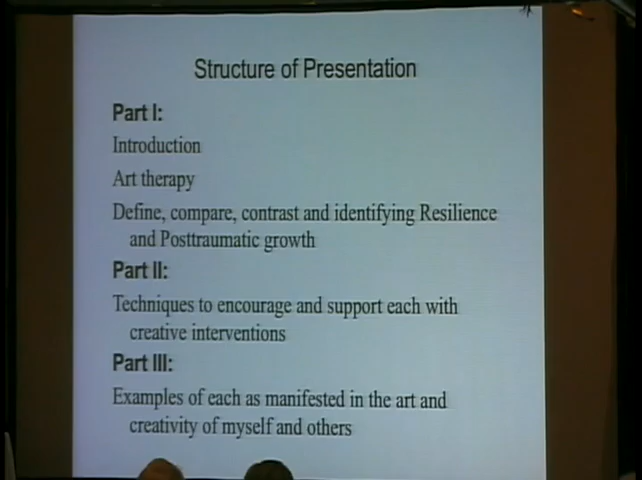 Structure of Presentation
Part I:
Introduction
Art therapy
Define, compare, contrast and identifying Resilience
and Posttraumatic growth
Part II:
Techniques to encourage and support each with
creative interventions
Part III:
Examples of each as manifested in the art and
creativity of myself and others